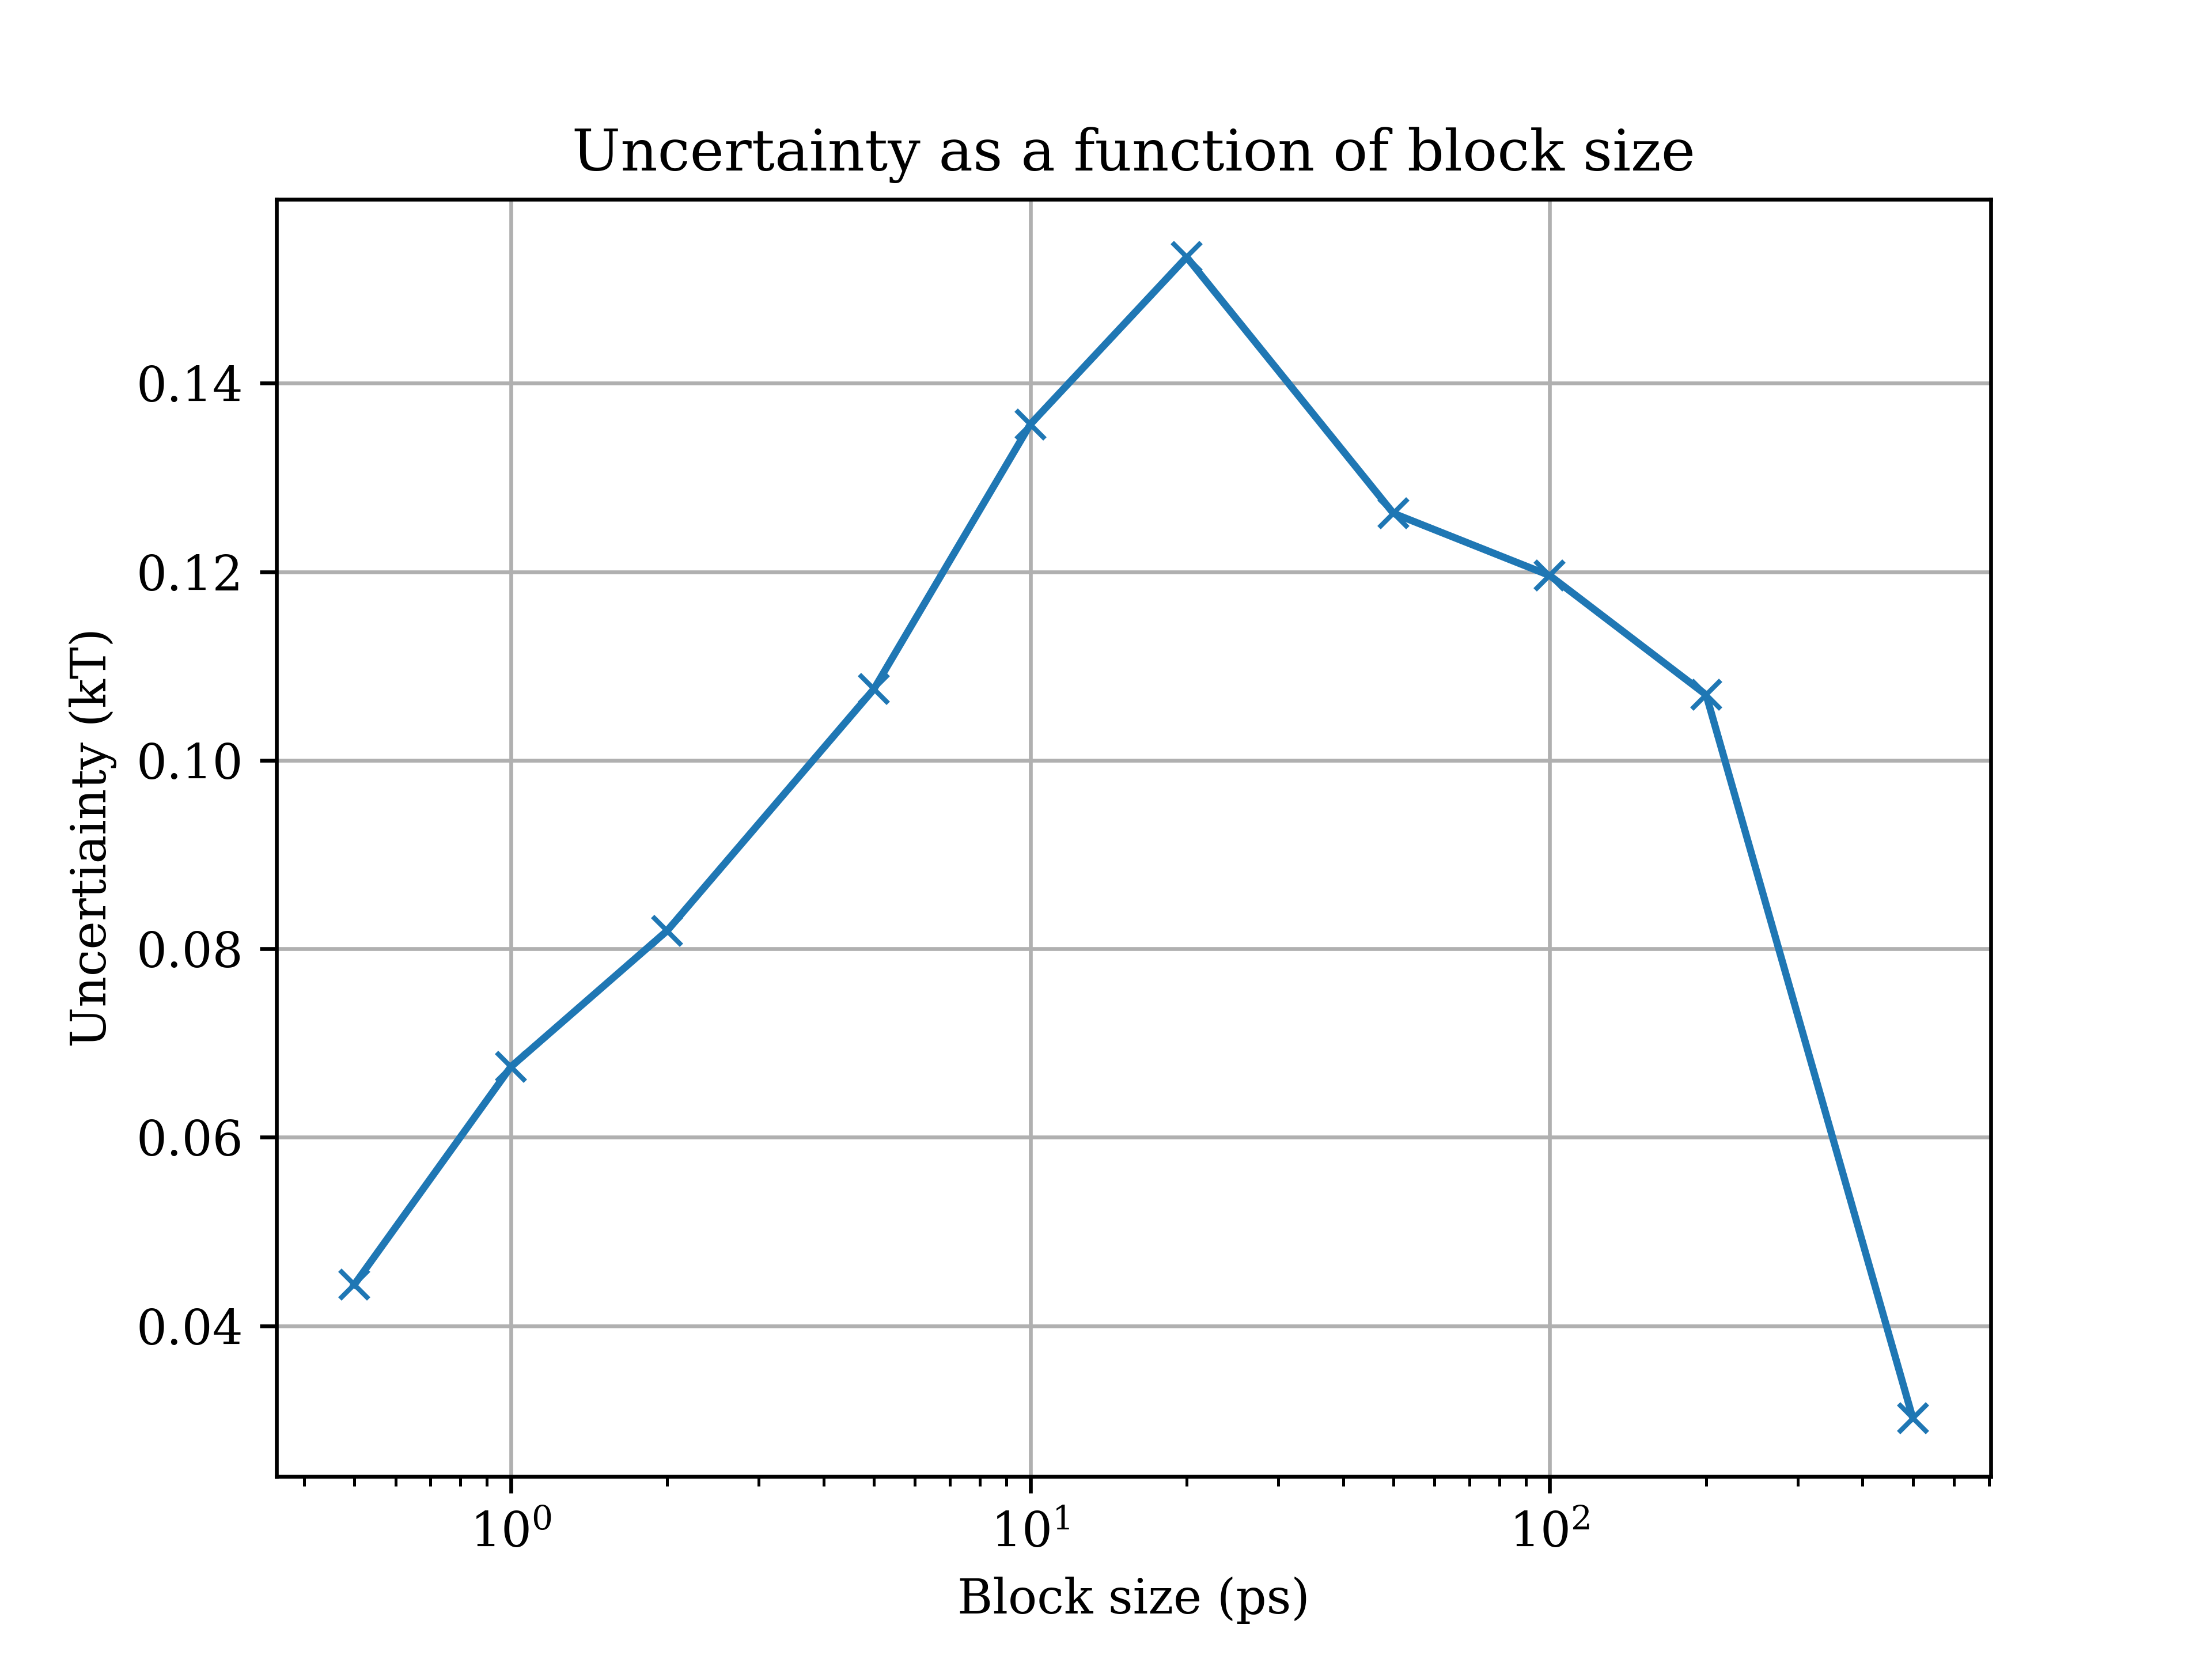 Uncertainty as a function of block size
Uncertiainty (kT)
0.14
0.12
0.10
0.08
0.06
0.04
10⁰ 10¹ 10²
Block size (ps)